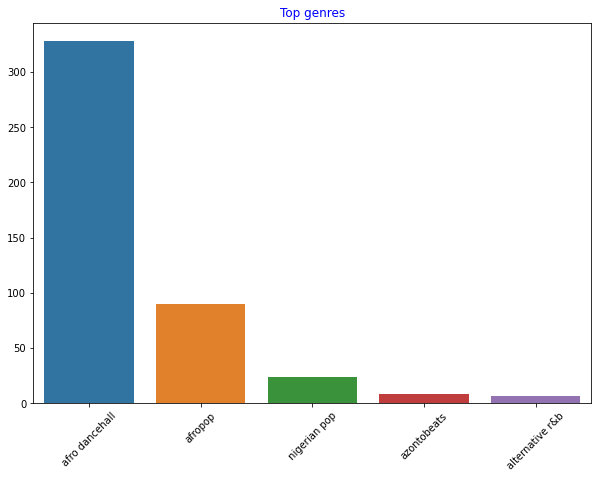 Top genres
300
250
200
150
100
50
0
afro dancehall
afropop
nigerian pop
azontobeats
alternative r&b